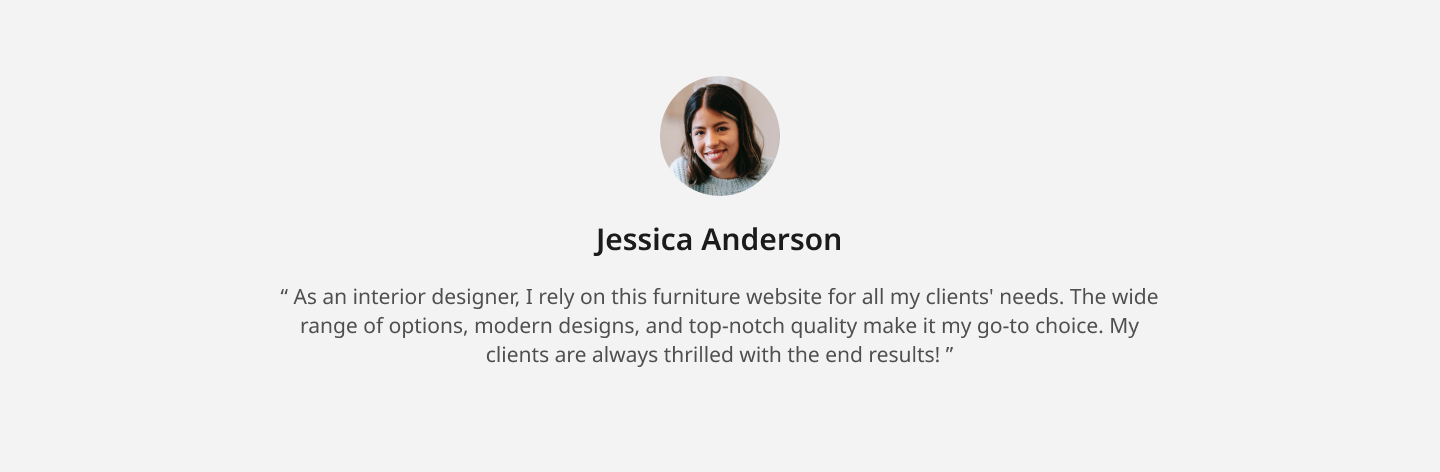 Jessica Anderson
“ As an interior designer, I rely on this furniture website for all my clients' needs. The wide
range of options, modern designs, and top-notch quality make it my go-to choice. My
clients are always thrilled with the end results! ”